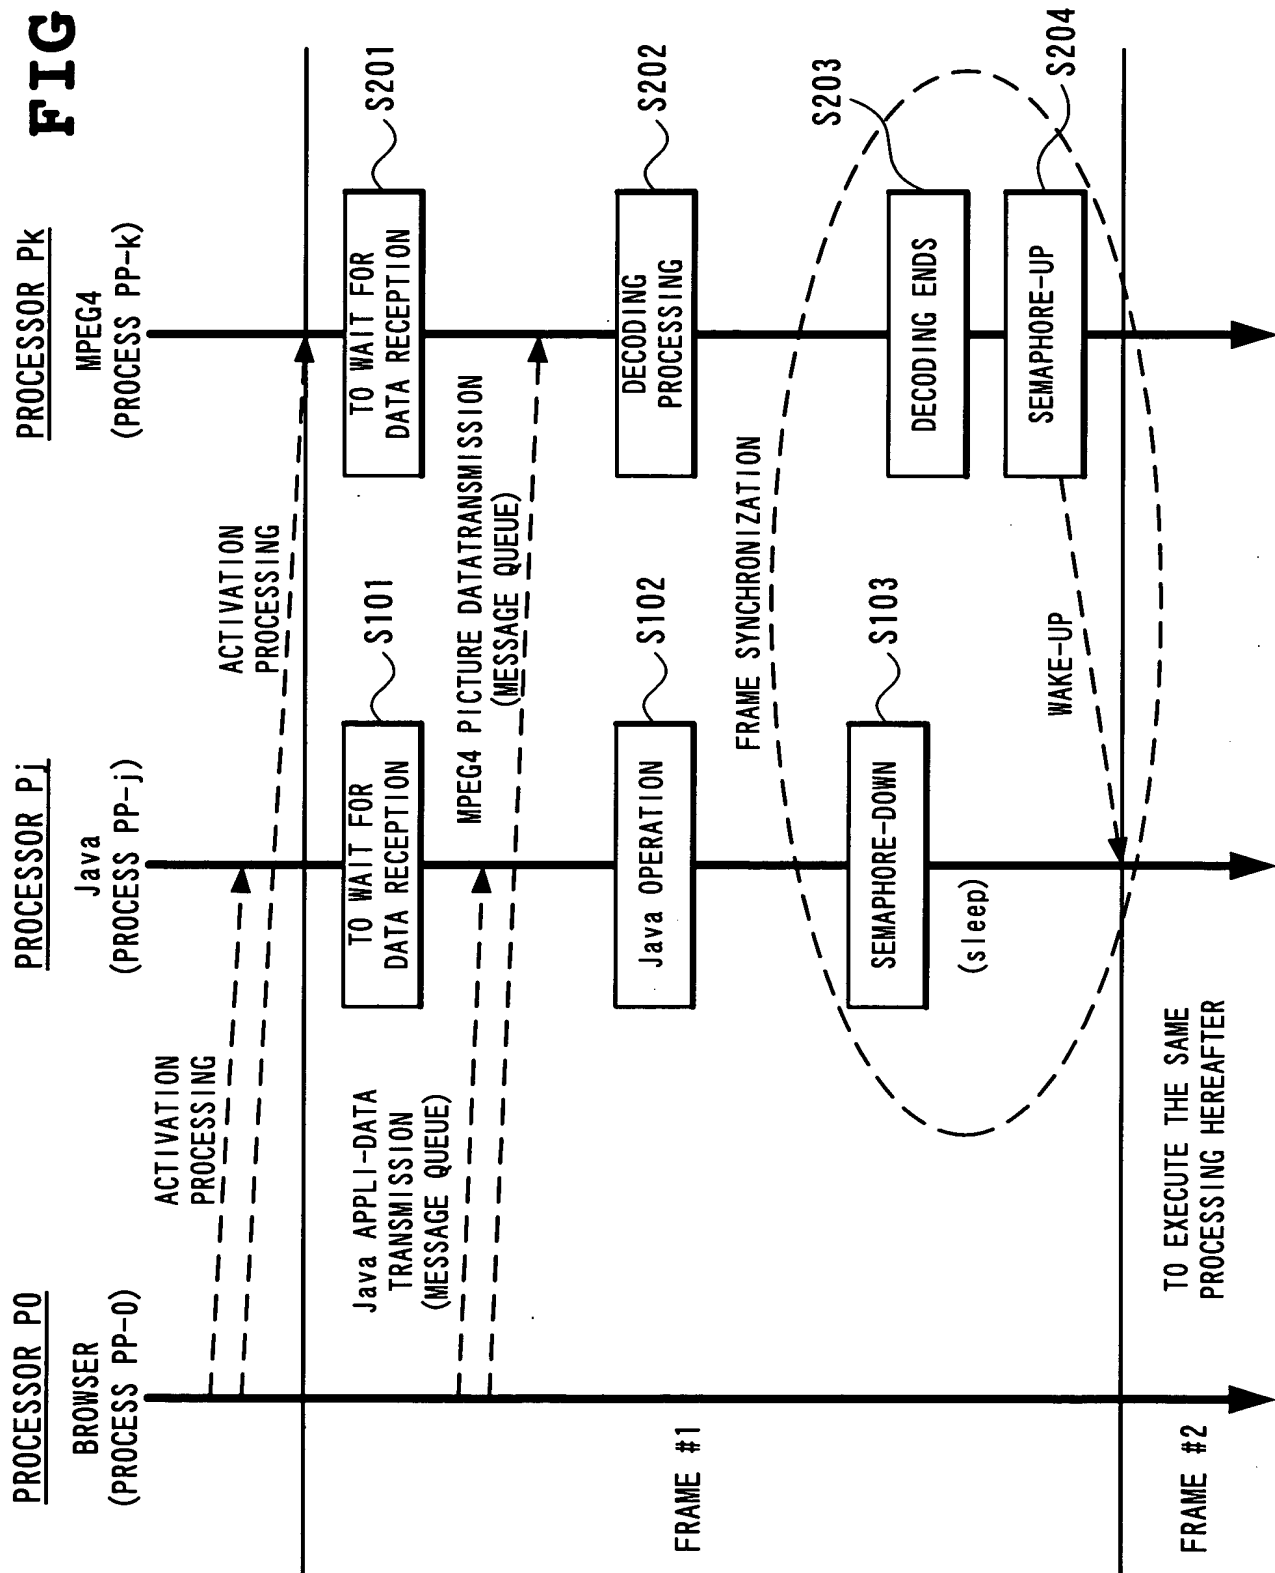 FIG
PROCESSOR P0
BROWSER
(PROCESS PP-0)
PROCESSOR Pj
Java
(PROCESS PP-j)
PROCESSOR Pk
MPEG4
(PROCESS PP-k)
ACTIVATION
PROCESSING
ACTIVATION
PROCESSING
TO WAIT FOR
DATA RECEPTION
S101
TO WAIT FOR
DATA RECEPTION
S201
Java APPLI-DATA
TRANSMISSION
(MESSAGE QUEUE)
MPEG4 PICTURE DATATRANSMISSION
(MESSAGE QUEUE)
FRAME #1
Java OPERATION
S102
DECODING
PROCESSING
S202
FRAME SYNCHRONIZATION
SEMAPHORE-DOWN
S103
(sleep)
DECODING ENDS
S203
SEMAPHORE-UP
S204
WAKE-UP
FRAME #2
TO EXECUTE THE SAME
PROCESSING HEREAFTER